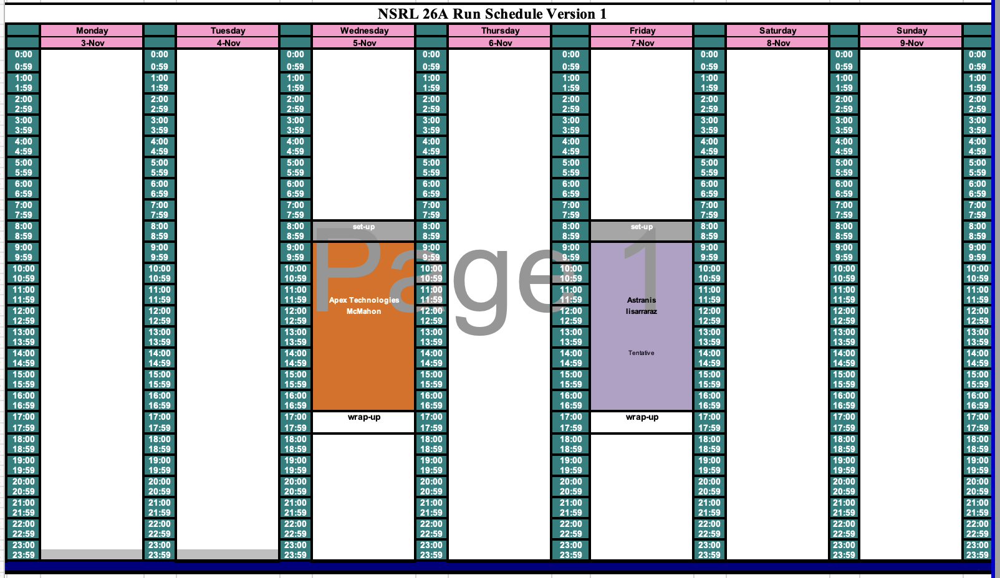 NSRL 26A Run Schedule Version 1
Monday Tuesday Wednesday Thursday Friday Saturday Sunday
3-Nov 4-Nov 5-Nov 6-Nov 7-Nov 8-Nov 9-Nov
0:00 0:00 0:00 0:00 0:00 0:00 0:00 0:00
0:59 0:59 0:59 0:59 0:59 0:59 0:59 0:59
1:00 1:00 1:00 1:00 1:00 1:00 1:00 1:00
1:59 1:59 1:59 1:59 1:59 1:59 1:59 1:59
2:00 2:00 2:00 2:00 2:00 2:00 2:00 2:00
2:59 2:59 2:59 2:59 2:59 2:59 2:59 2:59
3:00 3:00 3:00 3:00 3:00 3:00 3:00 3:00
3:59 3:59 3:59 3:59 3:59 3:59 3:59 3:59
4:00 4:00 4:00 4:00 4:00 4:00 4:00 4:00
4:59 4:59 4:59 4:59 4:59 4:59 4:59 4:59
5:00 5:00 5:00 5:00 5:00 5:00 5:00 5:00
5:59 5:59 5:59 5:59 5:59 5:59 5:59 5:59
6:00 6:00 6:00 6:00 6:00 6:00 6:00 6:00
6:59 6:59 6:59 6:59 6:59 6:59 6:59 6:59
7:00 7:00 7:00 7:00 7:00 7:00 7:00 7:00
7:59 7:59 7:59 7:59 7:59 7:59 7:59 7:59
8:00 8:00 8:00 set-up 8:00 8:00 set-up 8:00 8:00 8:00
8:59 8:59 8:59 8:59 8:59 8:59 8:59 8:59
9:00 9:00 9:00 9:00 9:00 9:00 9:00 9:00
9:59 9:59 9:59 9:59 9:59 9:59 9:59 9:59
10:00 10:00 10:00 10:00 10:00 10:00 10:00 10:00
10:59 10:59 10:59 10:59 10:59 10:59 10:59 10:59
Page 1
11:00 11:00 11:00 11:00 11:00 11:00 11:00 11:00
11:59 11:59 11:59 Apex Technologies 11:59 11:59 Astranis 11:59 11:59 11:59
12:00 12:00 12:00 McMahon 12:00 12:00 Iisarraraz 12:00 12:00 12:00
12:59 12:59 12:59 12:59 12:59 12:59 12:59 12:59
13:00 13:00 13:00 13:00 13:00 13:00 13:00 13:00
13:59 13:59 13:59 13:59 13:59 13:59 13:59 13:59
14:00 14:00 14:00 14:00 14:00 Tentative 14:00 14:00 14:00
14:59 14:59 14:59 14:59 14:59 14:59 14:59 14:59
15:00 15:00 15:00 15:00 15:00 15:00 15:00 15:00
15:59 15:59 15:59 15:59 15:59 15:59 15:59 15:59
16:00 16:00 16:00 16:00 16:00 16:00 16:00 16:00
16:59 16:59 16:59 16:59 16:59 16:59 16:59 16:59
17:00 17:00 17:00 wrap-up 17:00 17:00 wrap-up 17:00 17:00 17:00
17:59 17:59 17:59 17:59 17:59 17:59 17:59 17:59
18:00 18:00 18:00 18:00 18:00 18:00 18:00 18:00
18:59 18:59 18:59 18:59 18:59 18:59 18:59 18:59
19:00 19:00 19:00 19:00 19:00 19:00 19:00 19:00
19:59 19:59 19:59 19:59 19:59 19:59 19:59 19:59
20:00 20:00 20:00 20:00 20:00 20:00 20:00 20:00
20:59 20:59 20:59 20:59 20:59 20:59 20:59 20:59
21:00 21:00 21:00 21:00 21:00 21:00 21:00 21:00
21:59 21:59 21:59 21:59 21:59 21:59 21:59 21:59
22:00 22:00 22:00 22:00 22:00 22:00 22:00 22:00
22:59 22:59 22:59 22:59 22:59 22:59 22:59 22:59
23:00 23:00 23:00 23:00 23:00 23:00 23:00 23:00
23:59 23:59 23:59 23:59 23:59 23:59 23:59 23:59